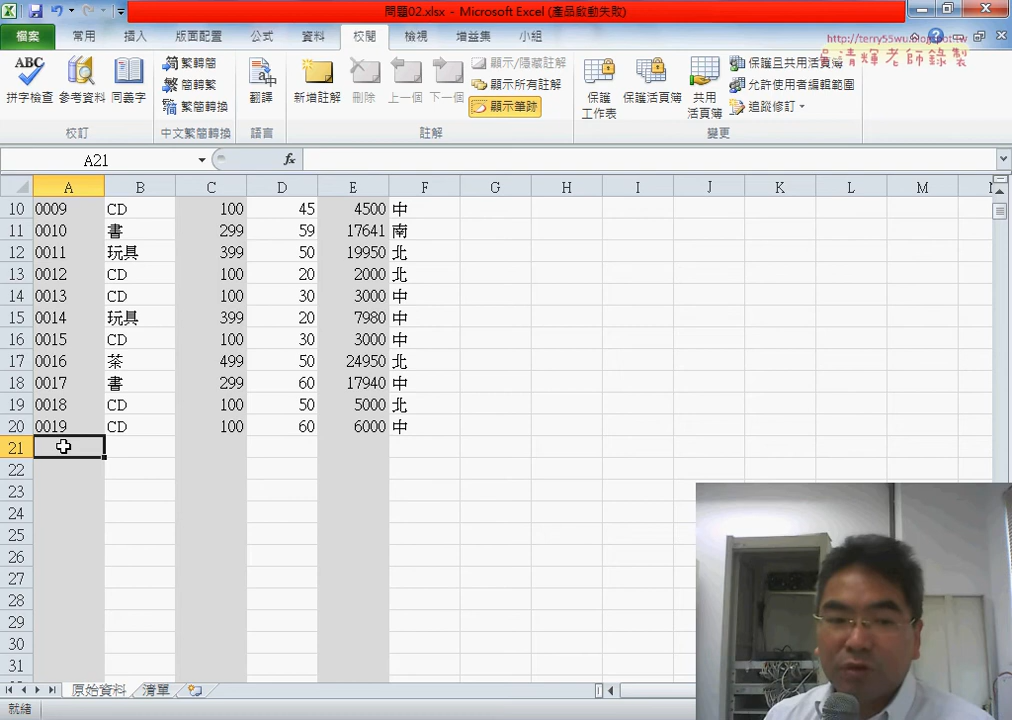 問題02.xlsx - Microsoft Excel (產品啟動失敗)
檔案 常用 插入 版面配置 公式 資料 校閱 檢視 增益集 小組
http://terry55wu.blogspot.tw
吳清輝老師錄製
ABC
拼字檢查 參考資料 同義字
校訂
繁轉簡
簡轉繁
繁簡轉換
中文繁簡轉換
翻譯
語言
新增註解 刪除 上一個 下一個
顯示/隱藏註解
顯示所有註解
顯示筆跡
註解
保護工作表 保護活頁簿 共用活頁簿
保護且共用活頁簿
允許使用者編輯範圍
追蹤修訂
變更
A21 fx
A B C D E F G H I J K L M
10 0009 CD 100 45 4500 中
11 0010 書 299 59 17641 南
12 0011 玩具 399 50 19950 北
13 0012 CD 100 20 2000 中
14 0013 CD 100 30 3000 中
15 0014 玩具 399 20 7980 中
16 0015 CD 100 30 3000 中
17 0016 茶 499 50 24950 北
18 0017 書 299 60 17940 中
19 0018 CD 100 50 5000 北
20 0019 CD 100 60 6000 中
21
22
23
24
25
26
27
28
29
30
31
原始資料 清單
就緒